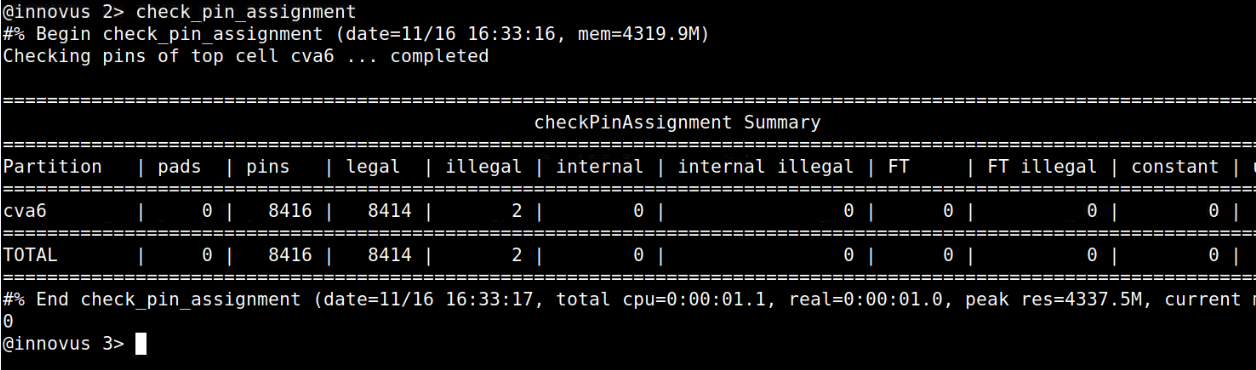 @innovus 2> check_pin_assignment
#% Begin check_pin_assignment (date=11/16 16:33:16, mem=4319.9M)
Checking pins of top cell cva6 ... completed
===================================================================================================================
checkPinAssignment Summary
===================================================================================================================
Partition | pads | pins | legal | illegal | internal | internal illegal | FT | FT illegal | constant |
===================================================================================================================
cva6 | 0 | 8416 | 8414 | 2 | 0 | 0 | 0 | 0 | 0 |
===================================================================================================================
TOTAL | 0 | 8416 | 8414 | 2 | 0 | 0 | 0 | 0 | 0 |
===================================================================================================================
#% End check_pin_assignment (date=11/16 16:33:17, total cpu=0:00:01.1, real=0:00:01.0, peak res=4337.5M, current
0
@innovus 3>